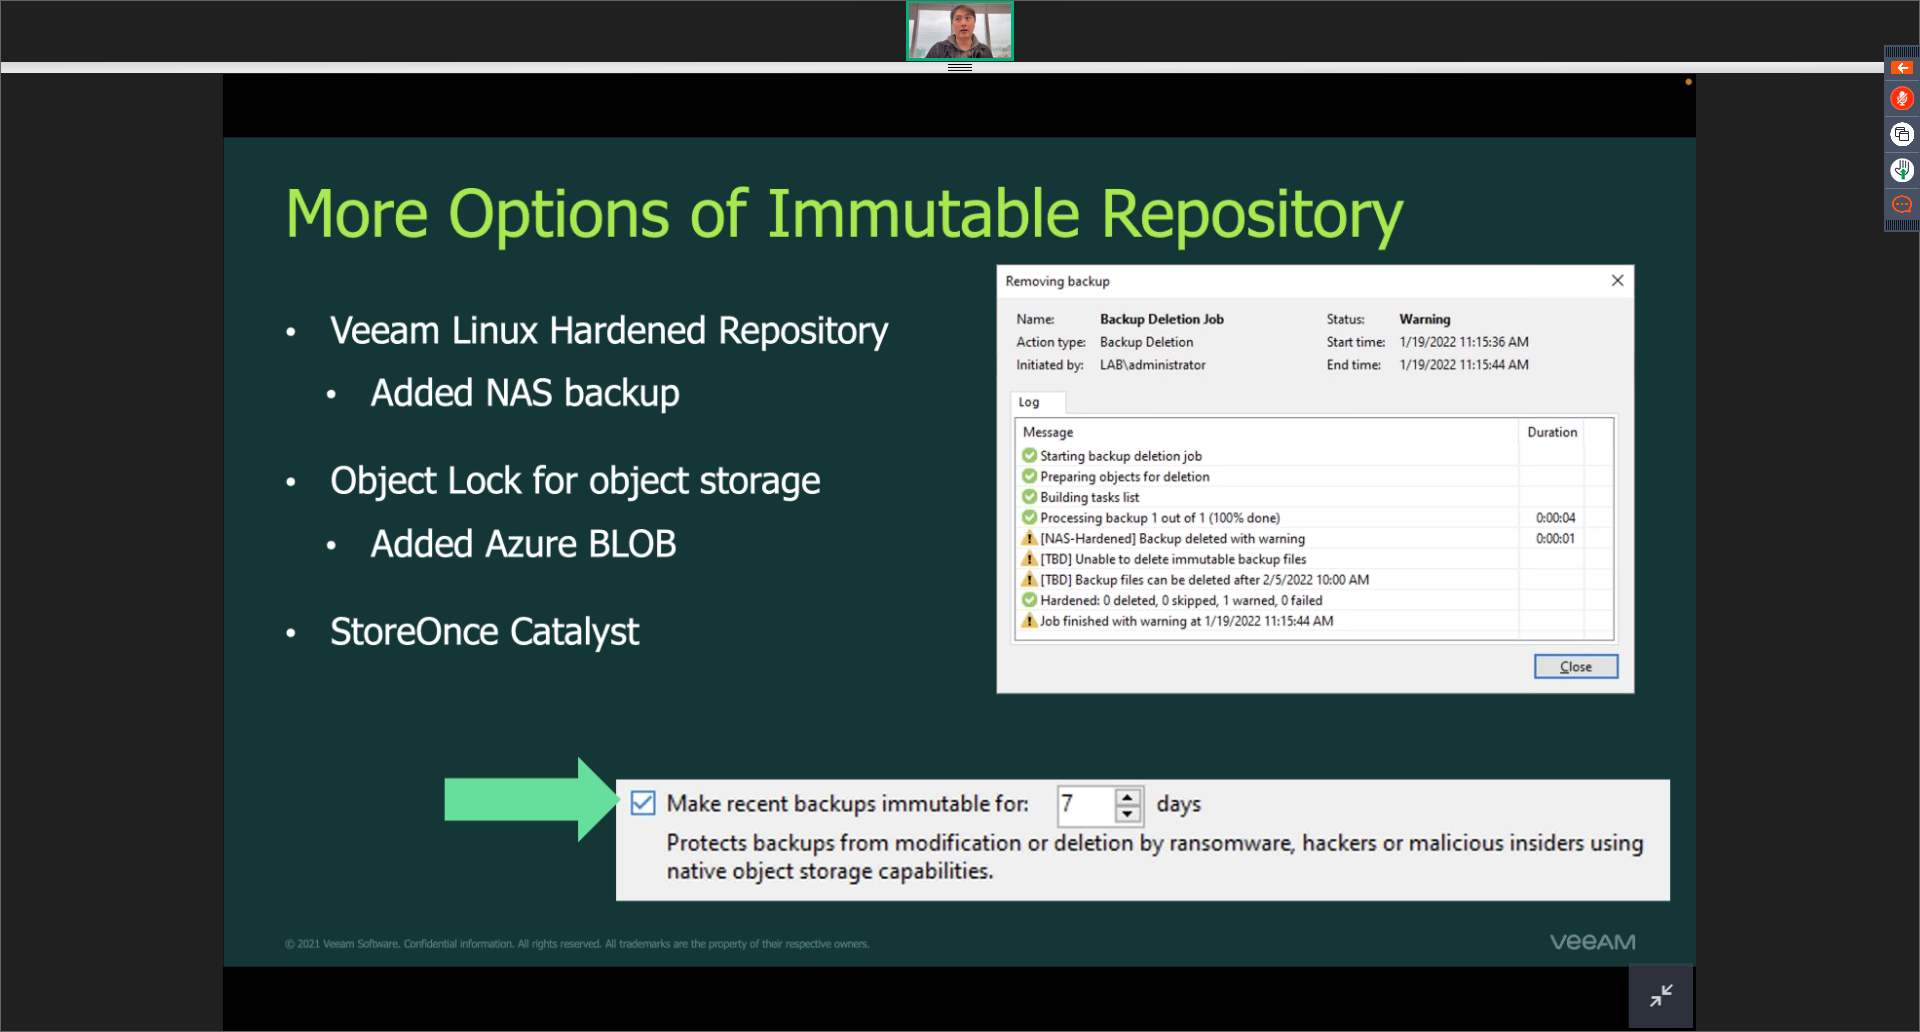 More Options of Immutable Repository
• Veeam Linux Hardened Repository
• Added NAS backup
• Object Lock for object storage
• Added Azure BLOB
• StoreOnce Catalyst
Removing backup
Name: Backup Deletion Job Status: Warning
Action type: Backup Deletion Start time: 1/19/2022 11:15:36 AM
Initiated by: LAB\administrator End time: 1/19/2022 11:15:44 AM
Log
Message Duration
Starting backup deletion job
Preparing objects for deletion
Building tasks list
Processing backup 1 out of 1 (100% done) 0:00:04
[NAS-Hardened] Backup deleted with warning 0:00:01
[TBD] Unable to delete immutable backup files
[TBD] Backup files can be deleted after 2/5/2022 10:00 AM
Hardened: 0 deleted, 0 skipped, 1 warned, 0 failed
Job finished with warning at 1/19/2022 11:15:44 AM
Close
Make recent backups immutable for: 7 days
Protects backups from modification or deletion by ransomware, hackers or malicious insiders using
native object storage capabilities.
© 2021 Veeam Software. Confidential information. All rights reserved. All trademarks are the property of their respective owners.
veeAM